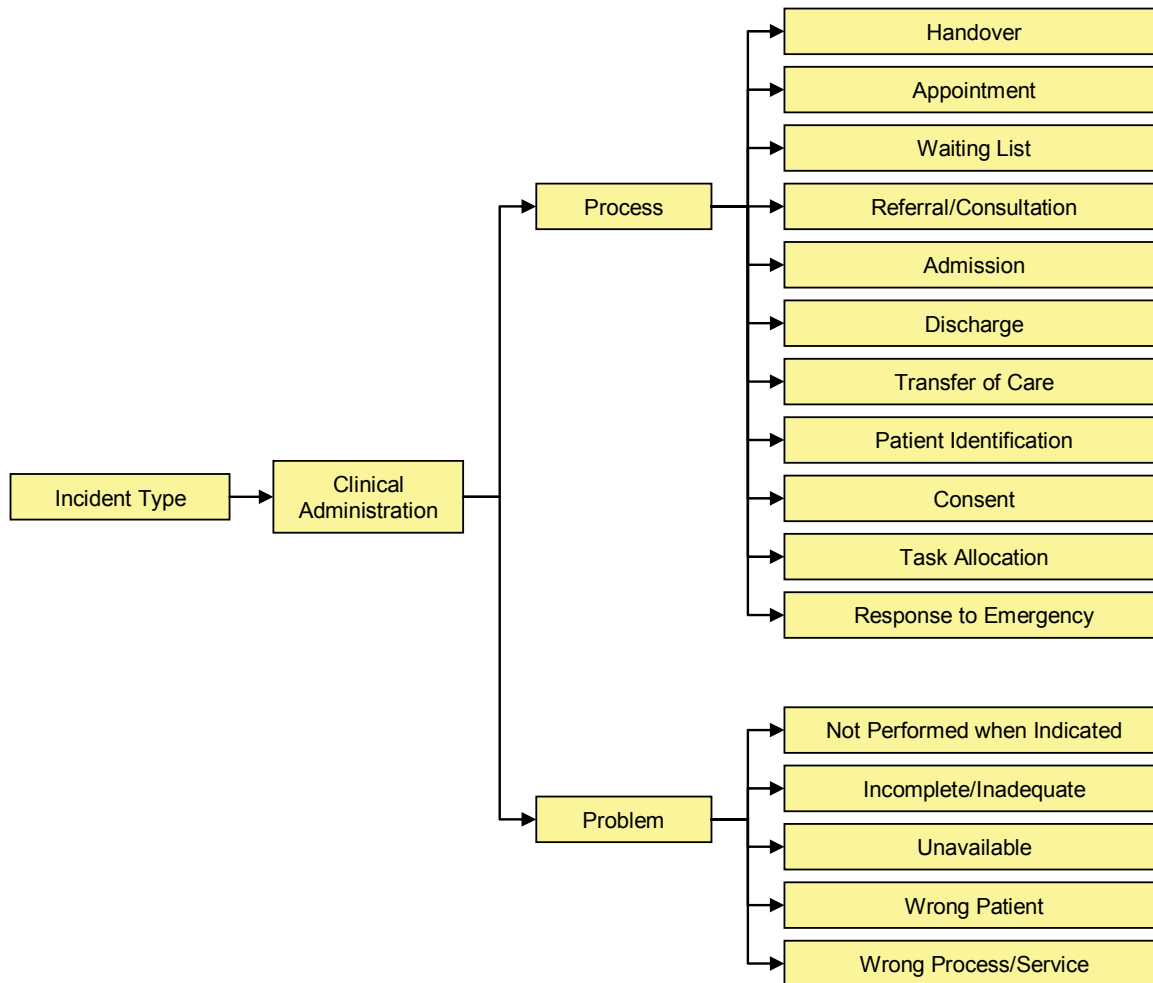 Handover
Appointment
Waiting List
Process
Referral/Consultation
Admission
Discharge
Transfer of Care
Patient Identification
Incident Type
Clinical
Administration
Consent
Task Allocation
Response to Emergency
Not Performed when Indicated
Incomplete/Inadequate
Problem
Unavailable
Wrong Patient
Wrong Process/Service